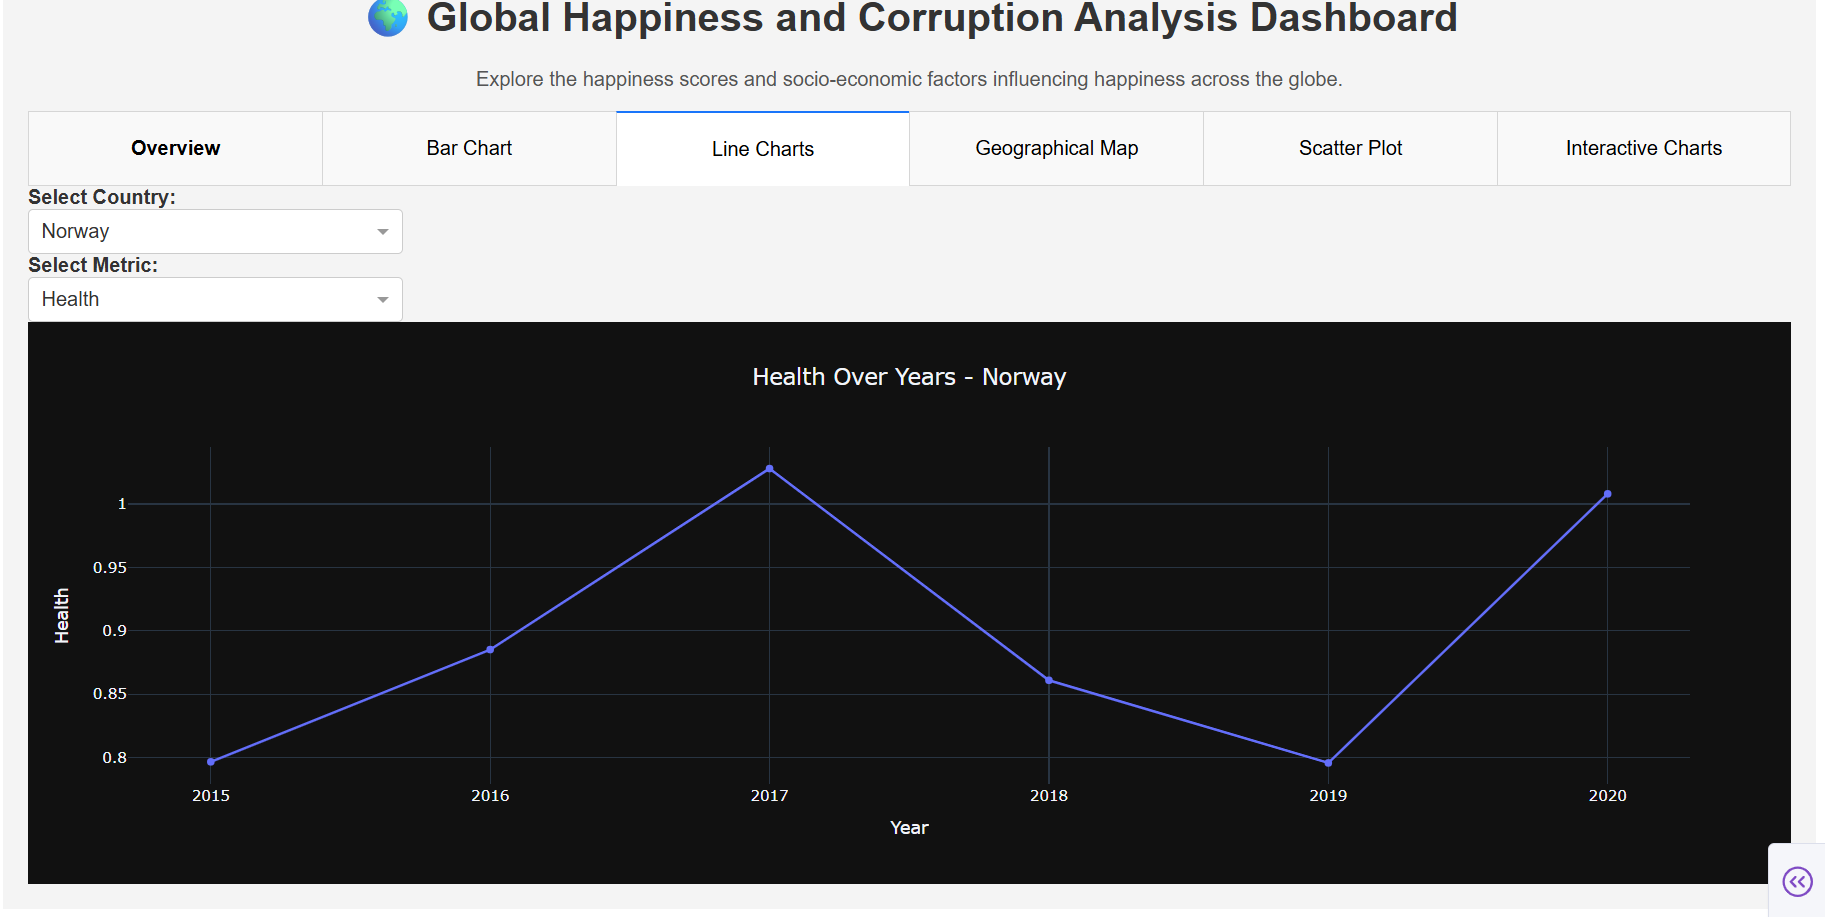 🌍 Global Happiness and Corruption Analysis Dashboard
Explore the happiness scores and socio-economic factors influencing happiness across the globe.
Overview Bar Chart Line Charts Geographical Map Scatter Plot Interactive Charts
Select Country:
Norway
Select Metric:
Health
Health Over Years - Norway
1
0.95
0.9
0.85
0.8
Health
2015 2016 2017 2018 2019 2020
Year